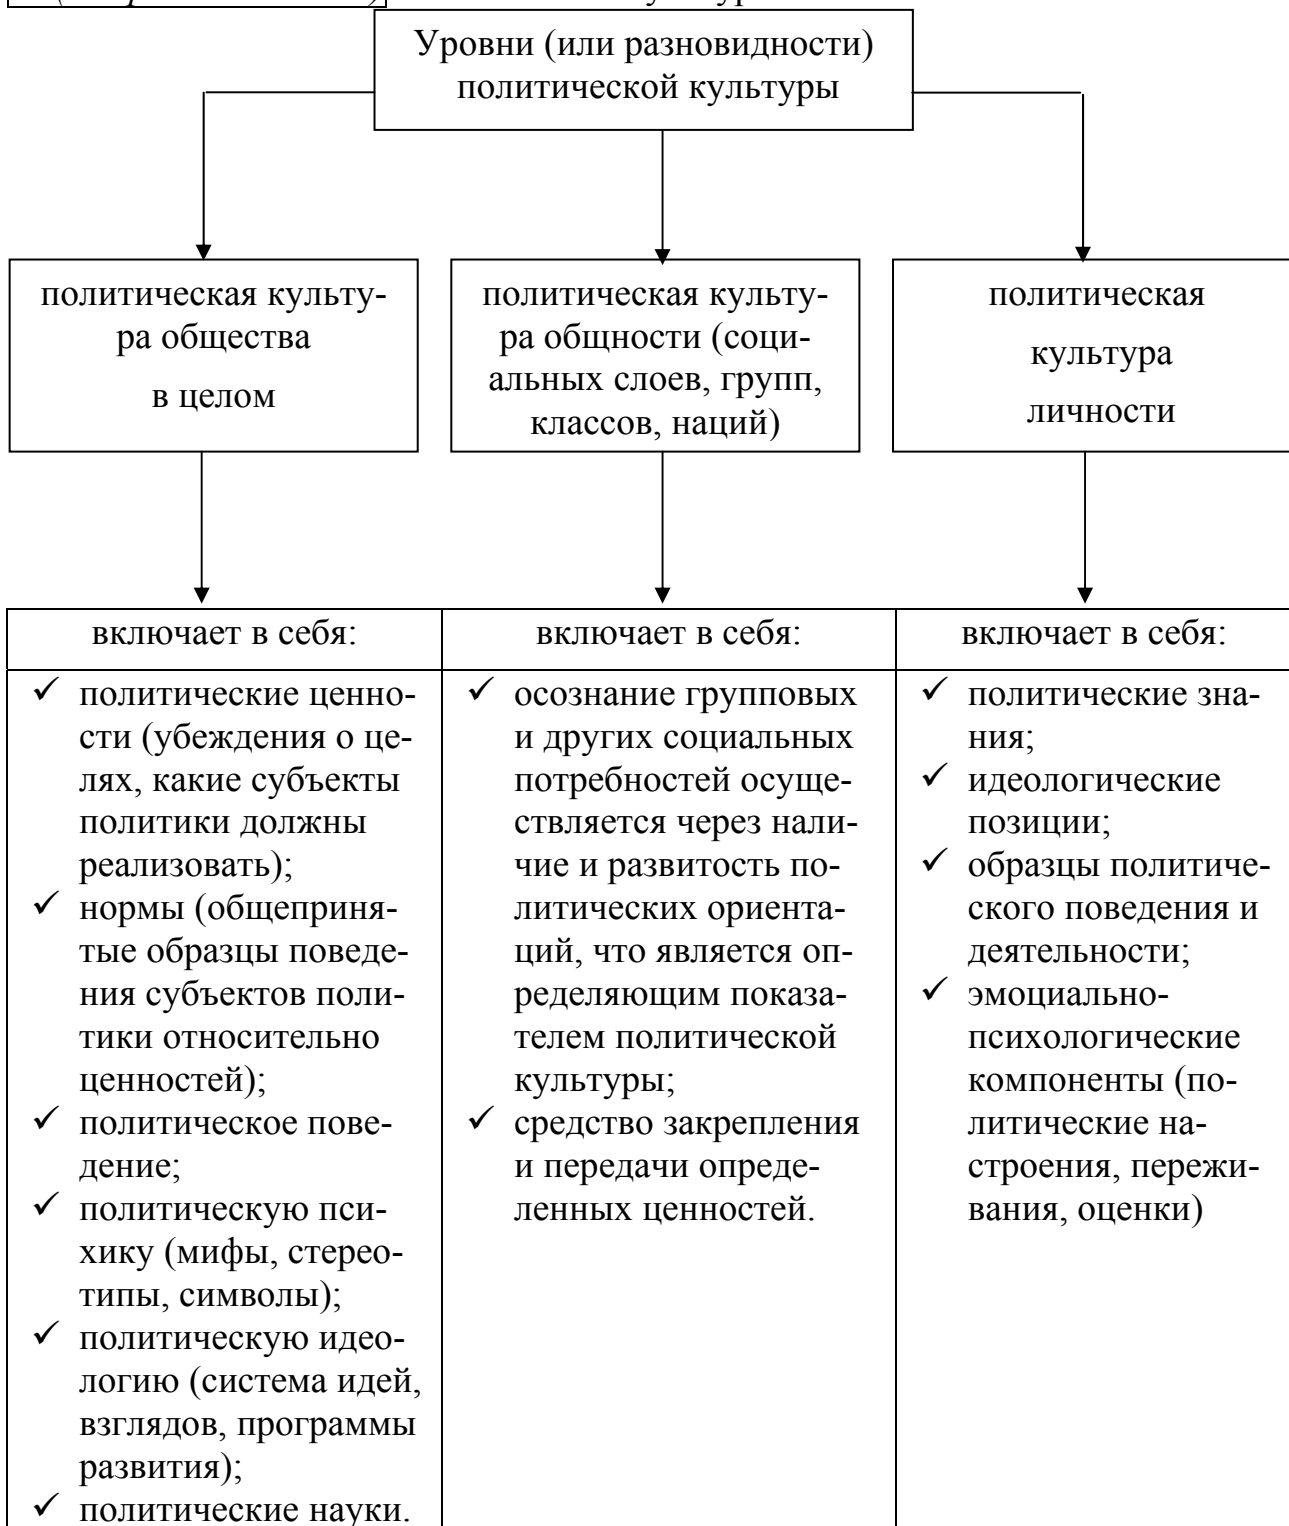 Уровни (или разновидности)
политической культуры
политическая культу-
ра общества
в целом
политическая культу-
ра общности (соци-
альных слоев, групп,
классов, наций)
политическая
культура
личности
включает в себя:
✓ политические ценно-
сти (убеждения о це-
лях, какие субъекты
политики должны
реализовать);
✓ нормы (общеприня-
тые образцы поведе-
ния субъектов поли-
тики относительно
ценностей);
✓ политическое пове-
дение;
✓ политическую пси-
хику (мифы, стерео-
типы, символы);
✓ политическую идео-
логию (система идей,
взглядов, программы
развития);
✓ политические науки.
включает в себя:
✓ осознание групповых
и других социальных
потребностей осуще-
ствляется через нали-
чие и развитость по-
литических ориента-
ций, что является оп-
ределяющим показа-
телем политической
культуры;
✓ средство закрепления
и передачи опреде-
ленных ценностей.
включает в себя:
✓ политические зна-
ния;
✓ идеологические
позиции;
✓ образцы политиче-
ского поведения и
деятельности;
✓ эмоциально-
психологические
компоненты (по-
литические на-
строения, пережи-
вания, оценки)